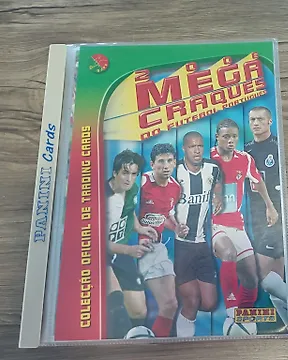 PANINI Cards
COLECÇÃO OFICIAL DE TRADING CARDS
2006
MEGA
CRAQUES
DO FUTEBOL PORTUGUÊS
Banif
PANINI
SPORTS